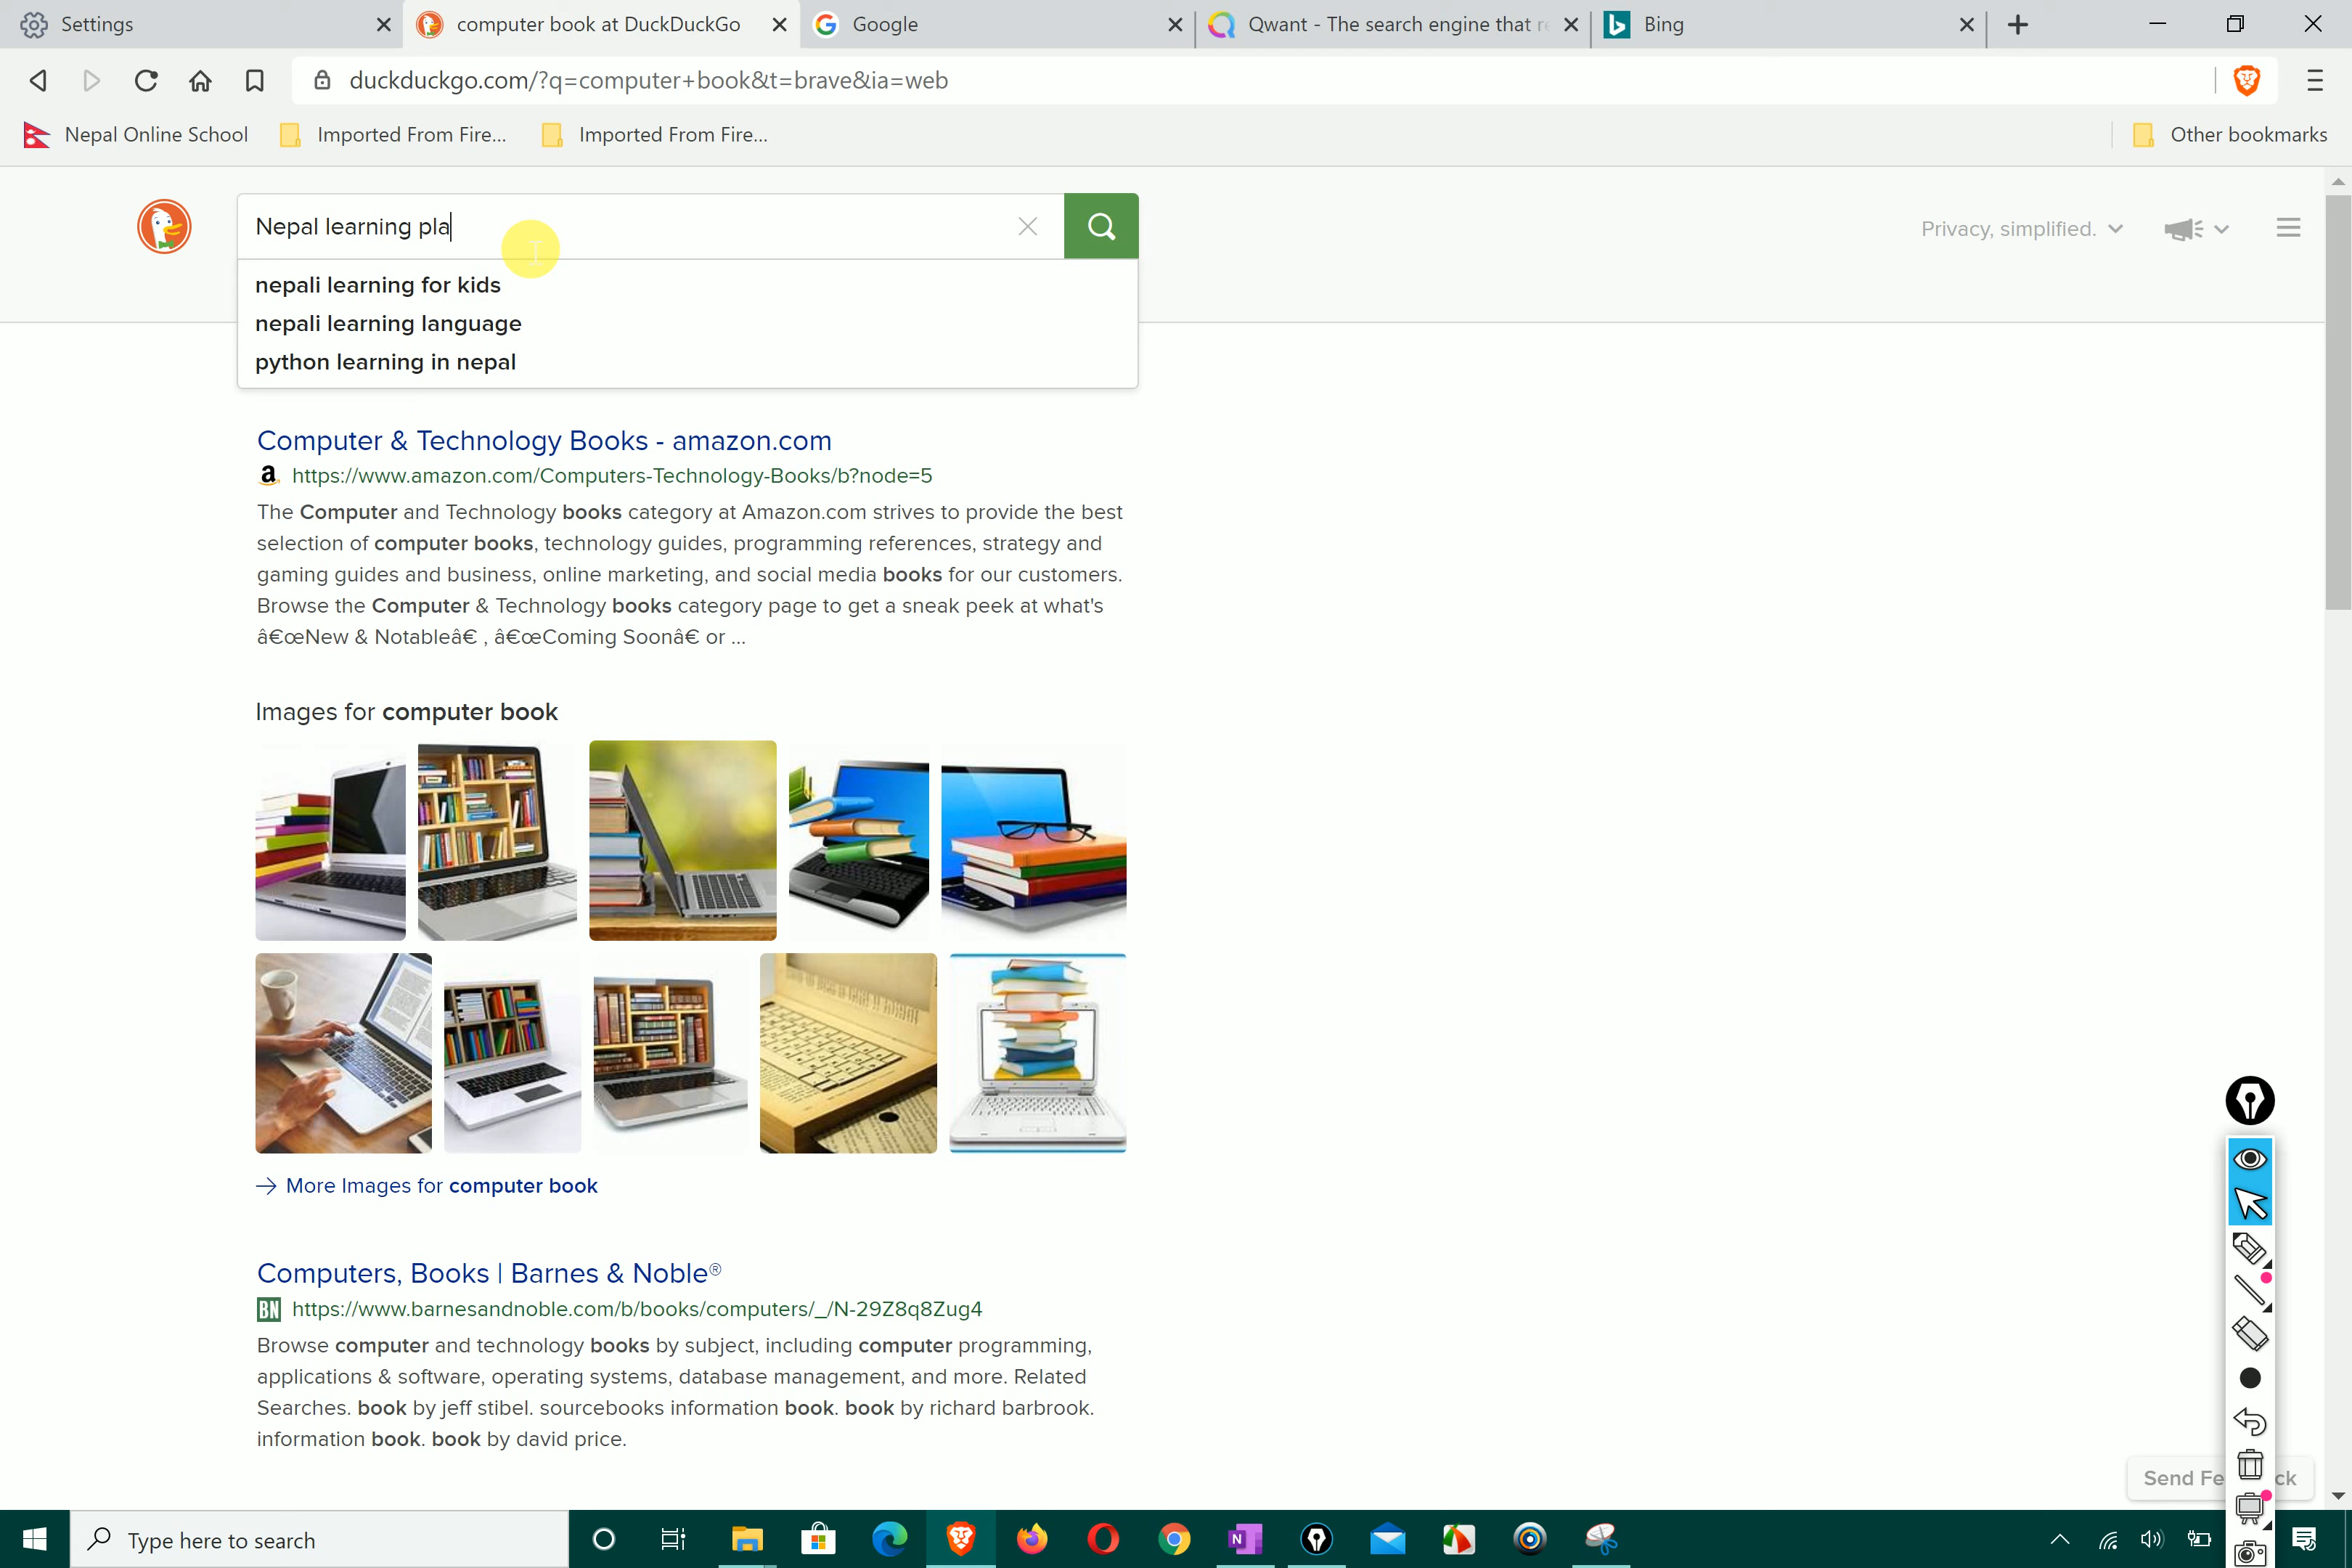 Settings
computer book at DuckDuckGo
Google
Qwant - The search engine that re
Bing
duckduckgo.com/?q=computer+book&t=brave&ia=web
Nepal Online School
Imported From Fire...
Imported From Fire...
Other bookmarks
Nepal learning pla
Privacy, simplified.
nepali learning for kids
nepali learning language
python learning in nepal
Computer & Technology Books - amazon.com
https://www.amazon.com/Computers-Technology-Books/b?node=5
The Computer and Technology books category at Amazon.com strives to provide the best
selection of computer books, technology guides, programming references, strategy and
gaming guides and business, online marketing, and social media books for our customers.
Browse the Computer & Technology books category page to get a sneak peek at what's
â€œNew & Notableâ€ , â€œComing Soonâ€ or ...
Images for computer book
More Images for computer book
Computers, Books | Barnes & Noble®
BN https://www.barnesandnoble.com/b/books/computers/_/N-29Z8q8Zug4
Browse computer and technology books by subject, including computer programming,
applications & software, operating systems, database management, and more. Related
Searches. book by jeff stibel. sourcebooks information book. book by richard barbrook.
information book. book by david price.
Send Fe ck
Type here to search